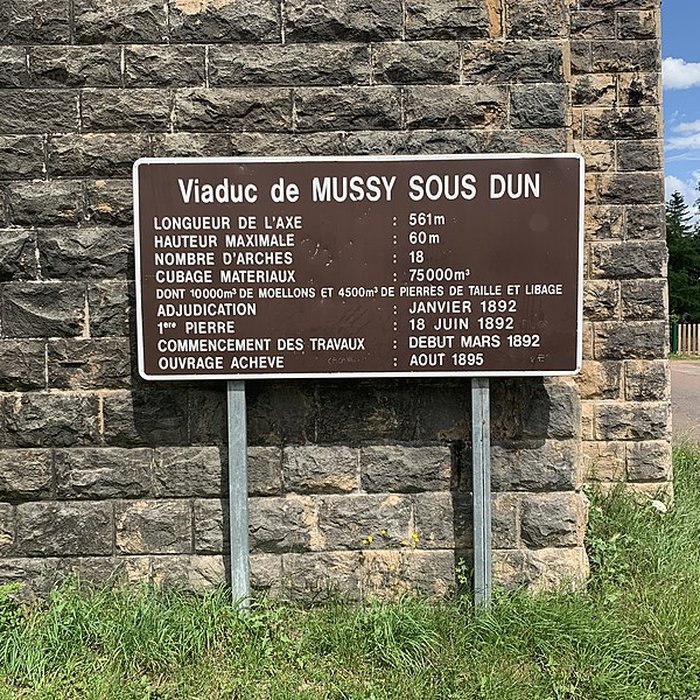 Viaduc de MUSSY SOUS DUN
LONGUEUR DE L'AXE : 561m
HAUTEUR MAXIMALE : 60m
NOMBRE D'ARCHES : 18
CUBAGE MATERIAUX : 75000m³
DONT 10000m³ DE MOELLONS ET 4500m³ DE PIERRES DE TAILLE ET LIBAGE
ADJUDICATION : JANVIER 1892
1ere PIERRE : 18 JUIN 1892
COMMENCEMENT DES TRAVAUX : DEBUT MARS 1892
OUVRAGE ACHEVE : AOUT 1895